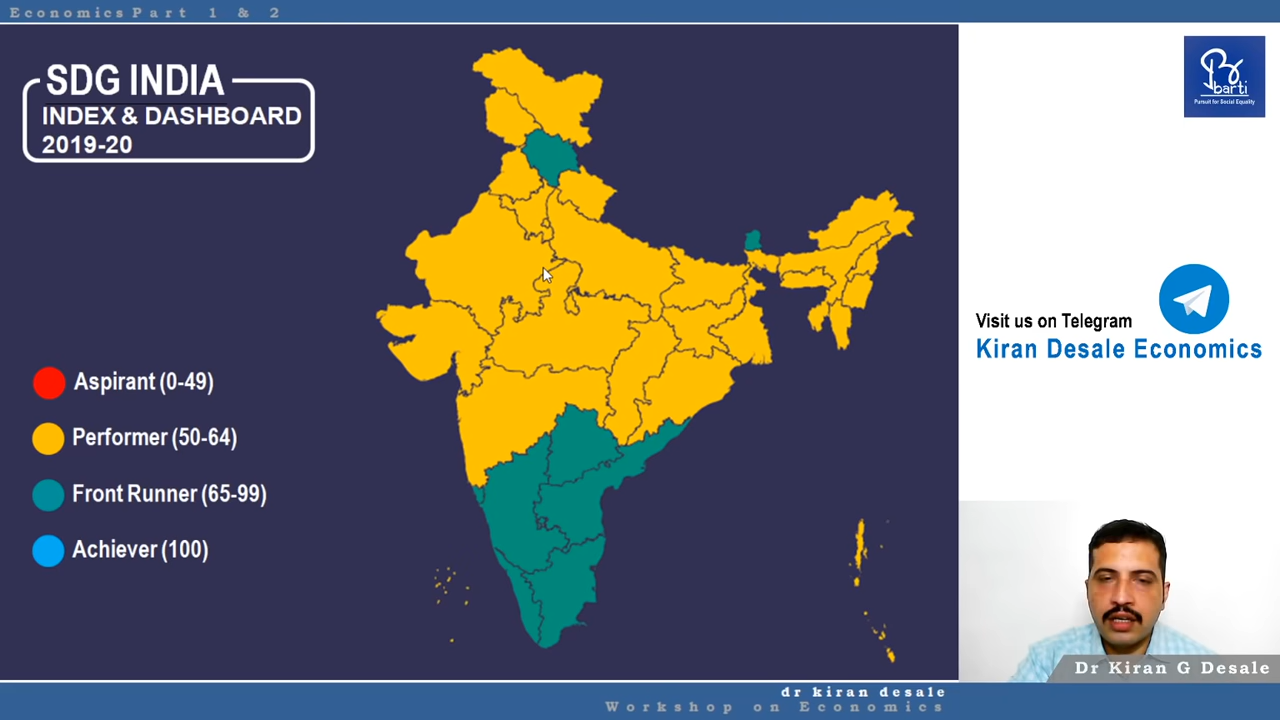 Economics Part 1 & 2
SDG INDIA
INDEX & DASHBOARD
2019-20
Aspirant (0-49)
Performer (50-64)
Front Runner (65-99)
Achiever (100)
barti
Pursuit for Social Equality
Visit us on Telegram
Kiran Desale Economics
Dr Kiran G Desale
dr kiran desale
Workshop on Economics